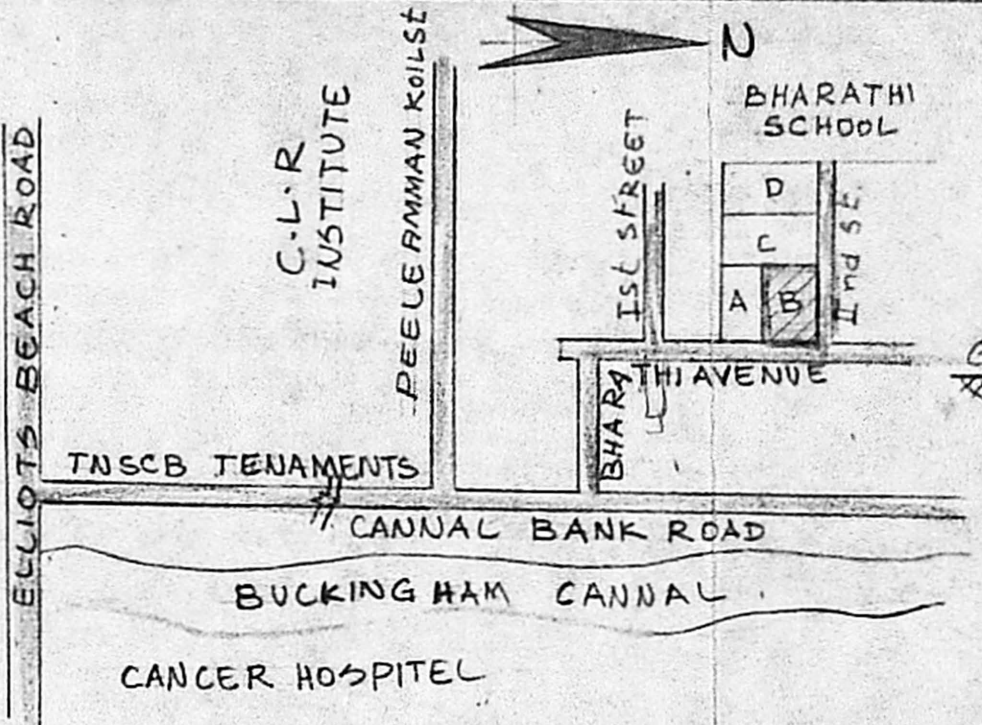 N
BHARATHI
SCHOOL
ELLIOTS BEACH ROAD
C.L.R
INSTITUTE
PEELEAMMAN KOILST
Ist STREET
D
C
A
B
IInd St.
BHARATHI AVENUE
TNSCB TENAMENTS
CANNAL BANK ROAD
BUCKINGHAM CANNAL
CANCER HOSPITEL